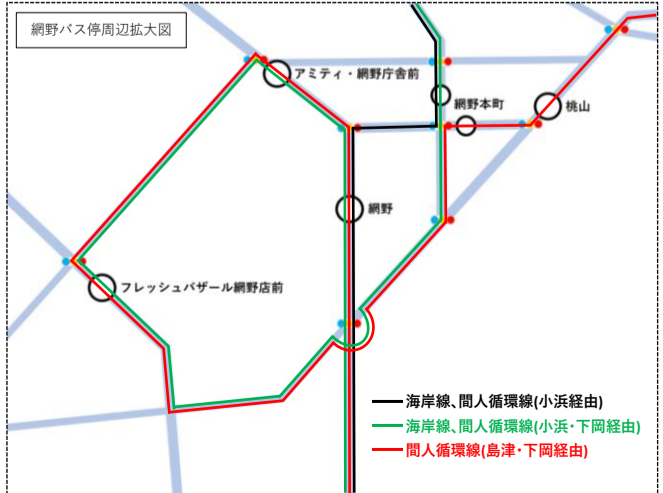 網野バス停周辺拡大図
アミティ・網野庁舎前
網野本町
桃山
網野
フレッシュバザール網野店前
海岸線、間人循環線(小浜経由)
海岸線、間人循環線(小浜・下岡経由)
間人循環線(島津・下岡経由)